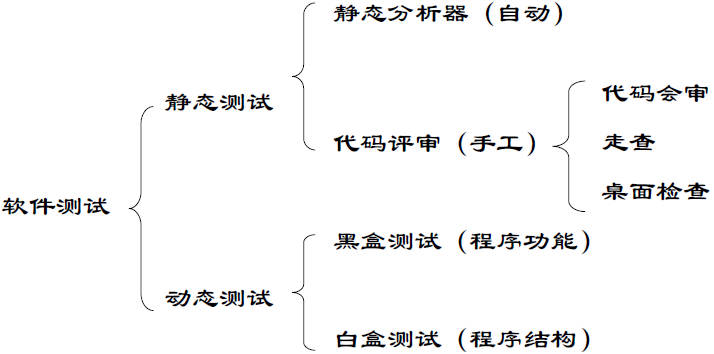 软件测试
静态测试
静态分析器（自动）
代码评审（手工）
代码会审
走查
桌面检查
动态测试
黑盒测试（程序功能）
白盒测试（程序结构）